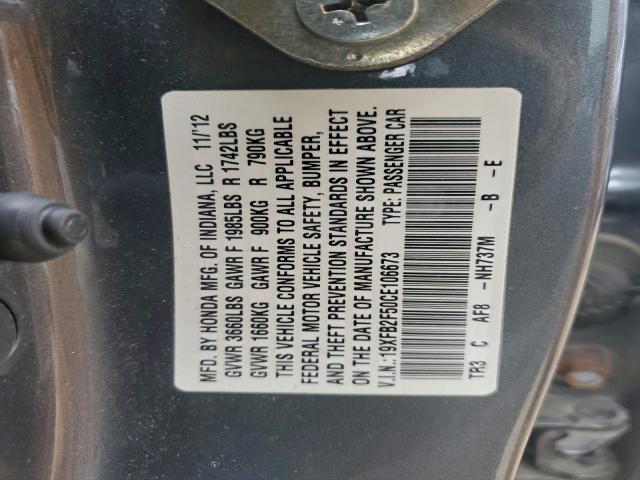 MFD. BY HONDA MFG. OF INDIANA, LLC 11/12
GVWR 3660LBS GAWR F 1985LBS R 1742LBS
GVWR 1660KG GAWR F 900KG R 790KG
THIS VEHICLE CONFORMS TO ALL APPLICABLE
FEDERAL MOTOR VEHICLE SAFETY, BUMPER,
AND THEFT PREVENTION STANDARDS IN EFFECT
ON THE DATE OF MANUFACTURE SHOWN ABOVE.
V.I.N.:19XFB2F50CE106673 TYPE: PASSENGER CAR
TR3 C AF8 -NH737M -B -E